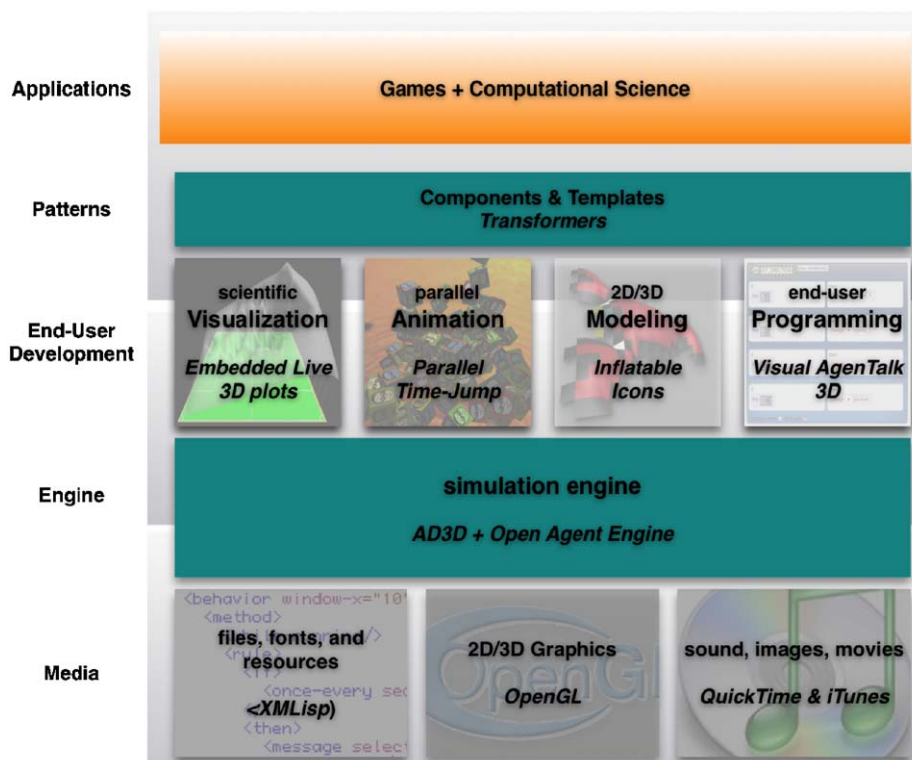 Applications
Games + Computational Science
Patterns
Components & Templates
Transformers
End-User
Development
scientific
Visualization
Embedded Live
3D plots
parallel
Animation
Parallel
Time-Jump
2D/3D
Modeling
Inflatable
Icons
end-user
Programming
Visual AgenTalk
3D
Engine
simulation engine
AD3D + Open Agent Engine
Media
<behavior window-x="10"
<method>
files, fonts, and
resources
<once-every sec
<XMLisp)
<then>
<message select
2D/3D Graphics
OpenGL
OpenGL
sound, images, movies
QuickTime & iTunes